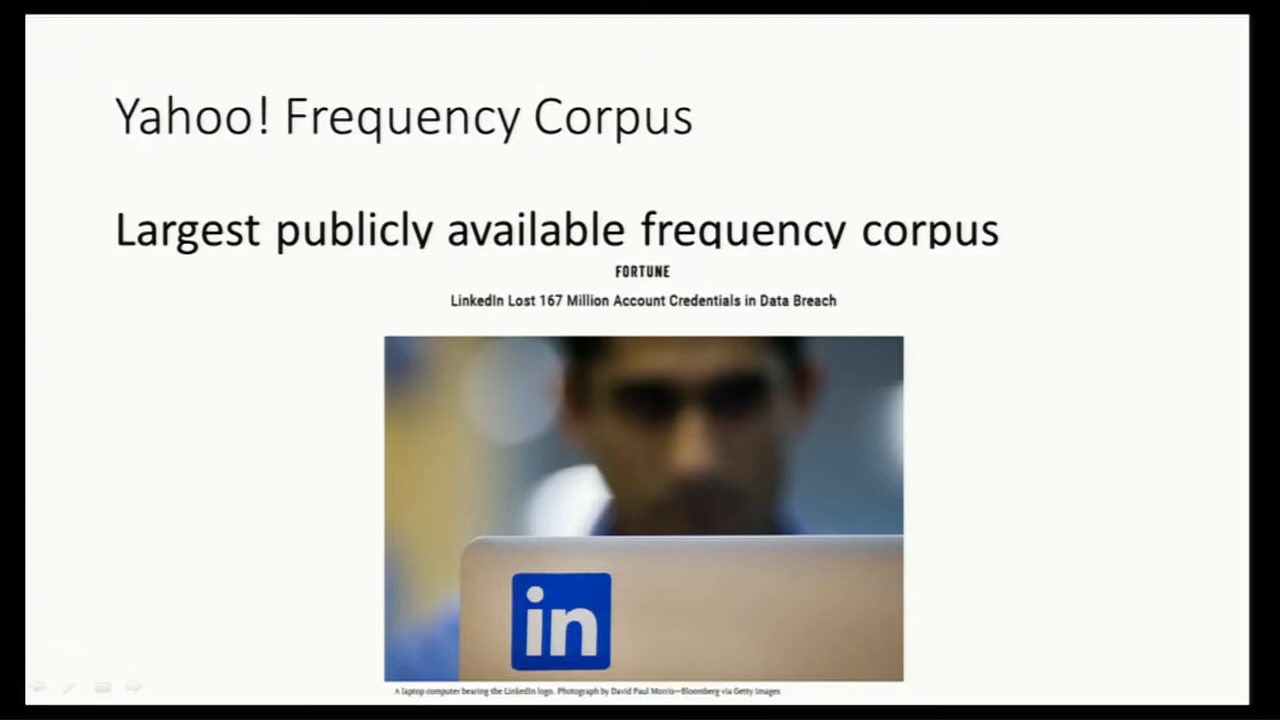 Yahoo! Frequency Corpus
Largest publicly available frequency corpus
FORTUNE
LinkedIn Lost 167 Million Account Credentials in Data Breach
in
A laptop computer bearing the LinkedIn logo. Photograph by David Paul Morris—Bloomberg via Getty Images